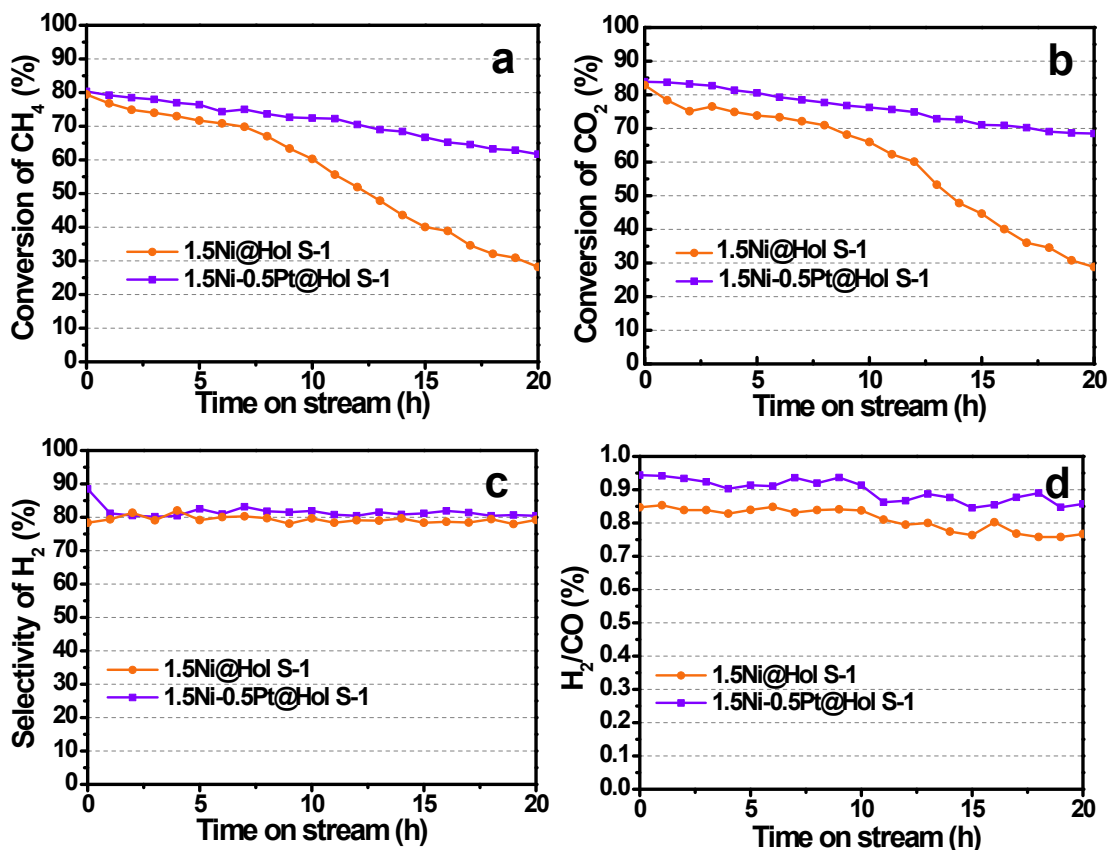 a
Conversion of CH4 (%)
100
90
80
70
60
50
40
30
20
10
0
1.5Ni@Hol S-1
1.5Ni-0.5Pt@Hol S-1
0 5 10 15 20
Time on stream (h)
b
Conversion of CO2 (%)
100
90
80
70
60
50
40
30
20
10
0
1.5Ni@Hol S-1
1.5Ni-0.5Pt@Hol S-1
0 5 10 15 20
Time on stream (h)
c
Selectivity of H2 (%)
100
90
80
70
60
50
40
30
20
10
0
1.5Ni@Hol S-1
1.5Ni-0.5Pt@Hol S-1
0 5 10 15 20
Time on stream (h)
d
H2/CO (%)
1.0
0.9
0.8
0.7
0.6
0.5
0.4
0.3
0.2
0.1
0.0
1.5Ni@Hol S-1
1.5Ni-0.5Pt@Hol S-1
0 5 10 15 20
Time on stream (h)